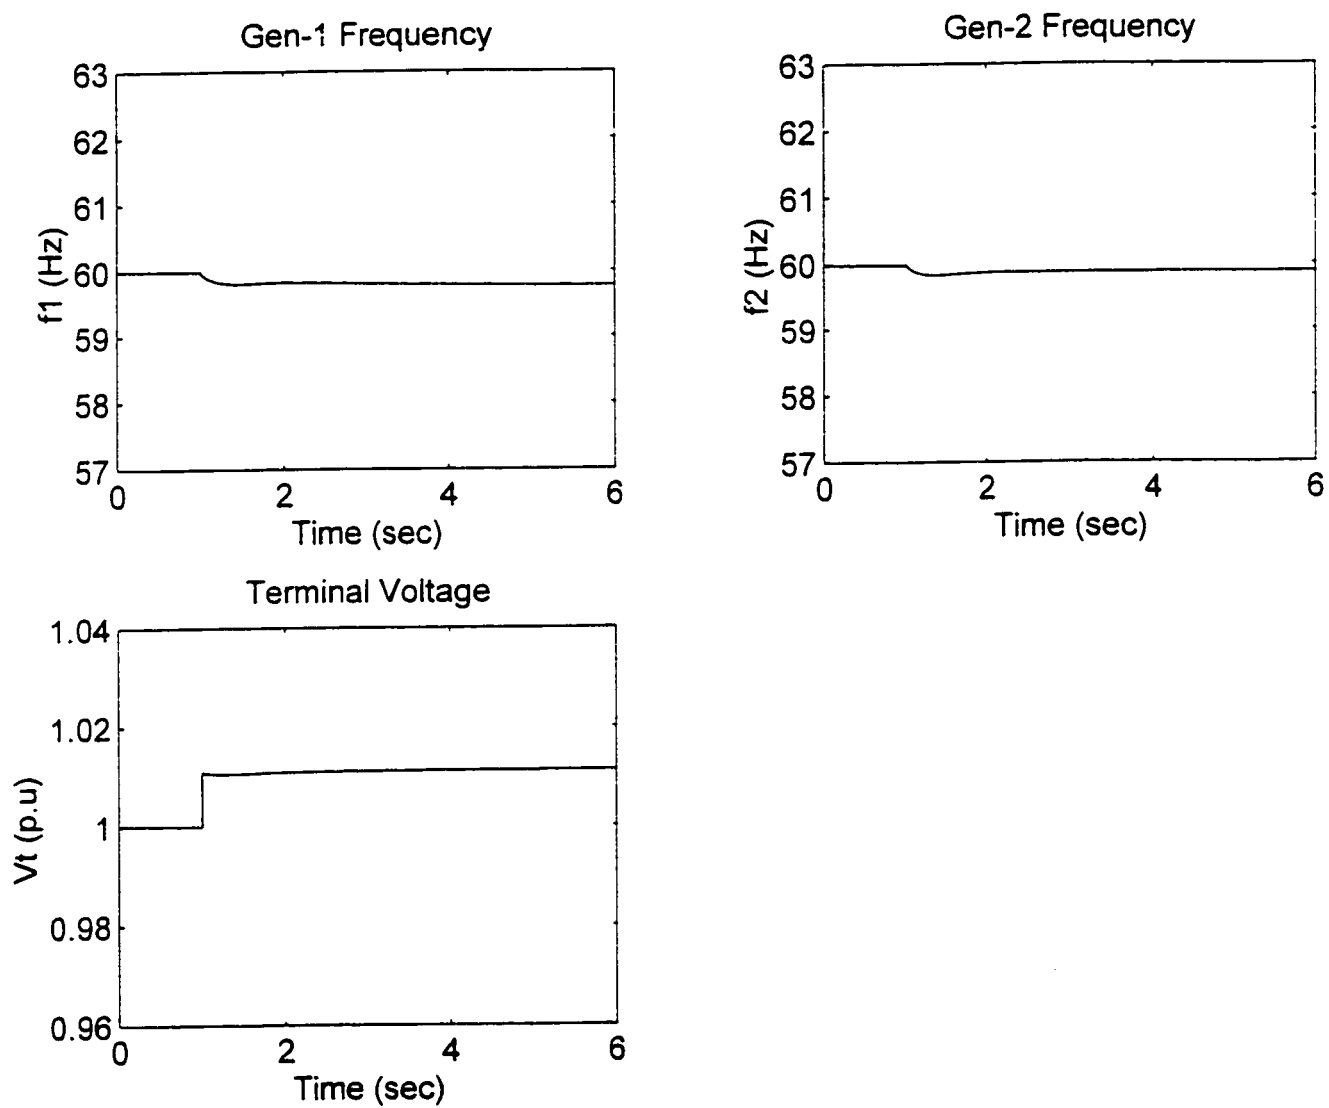 Gen-1 Frequency
63
62
61
60
59
58
57
f1 (Hz)
0 2 4 6
Time (sec)
Gen-2 Frequency
63
62
61
60
59
58
57
f2 (Hz)
0 2 4 6
Time (sec)
Terminal Voltage
1.04
1.02
1
0.98
0.96
Vt (p.u)
0 2 4 6
Time (sec)